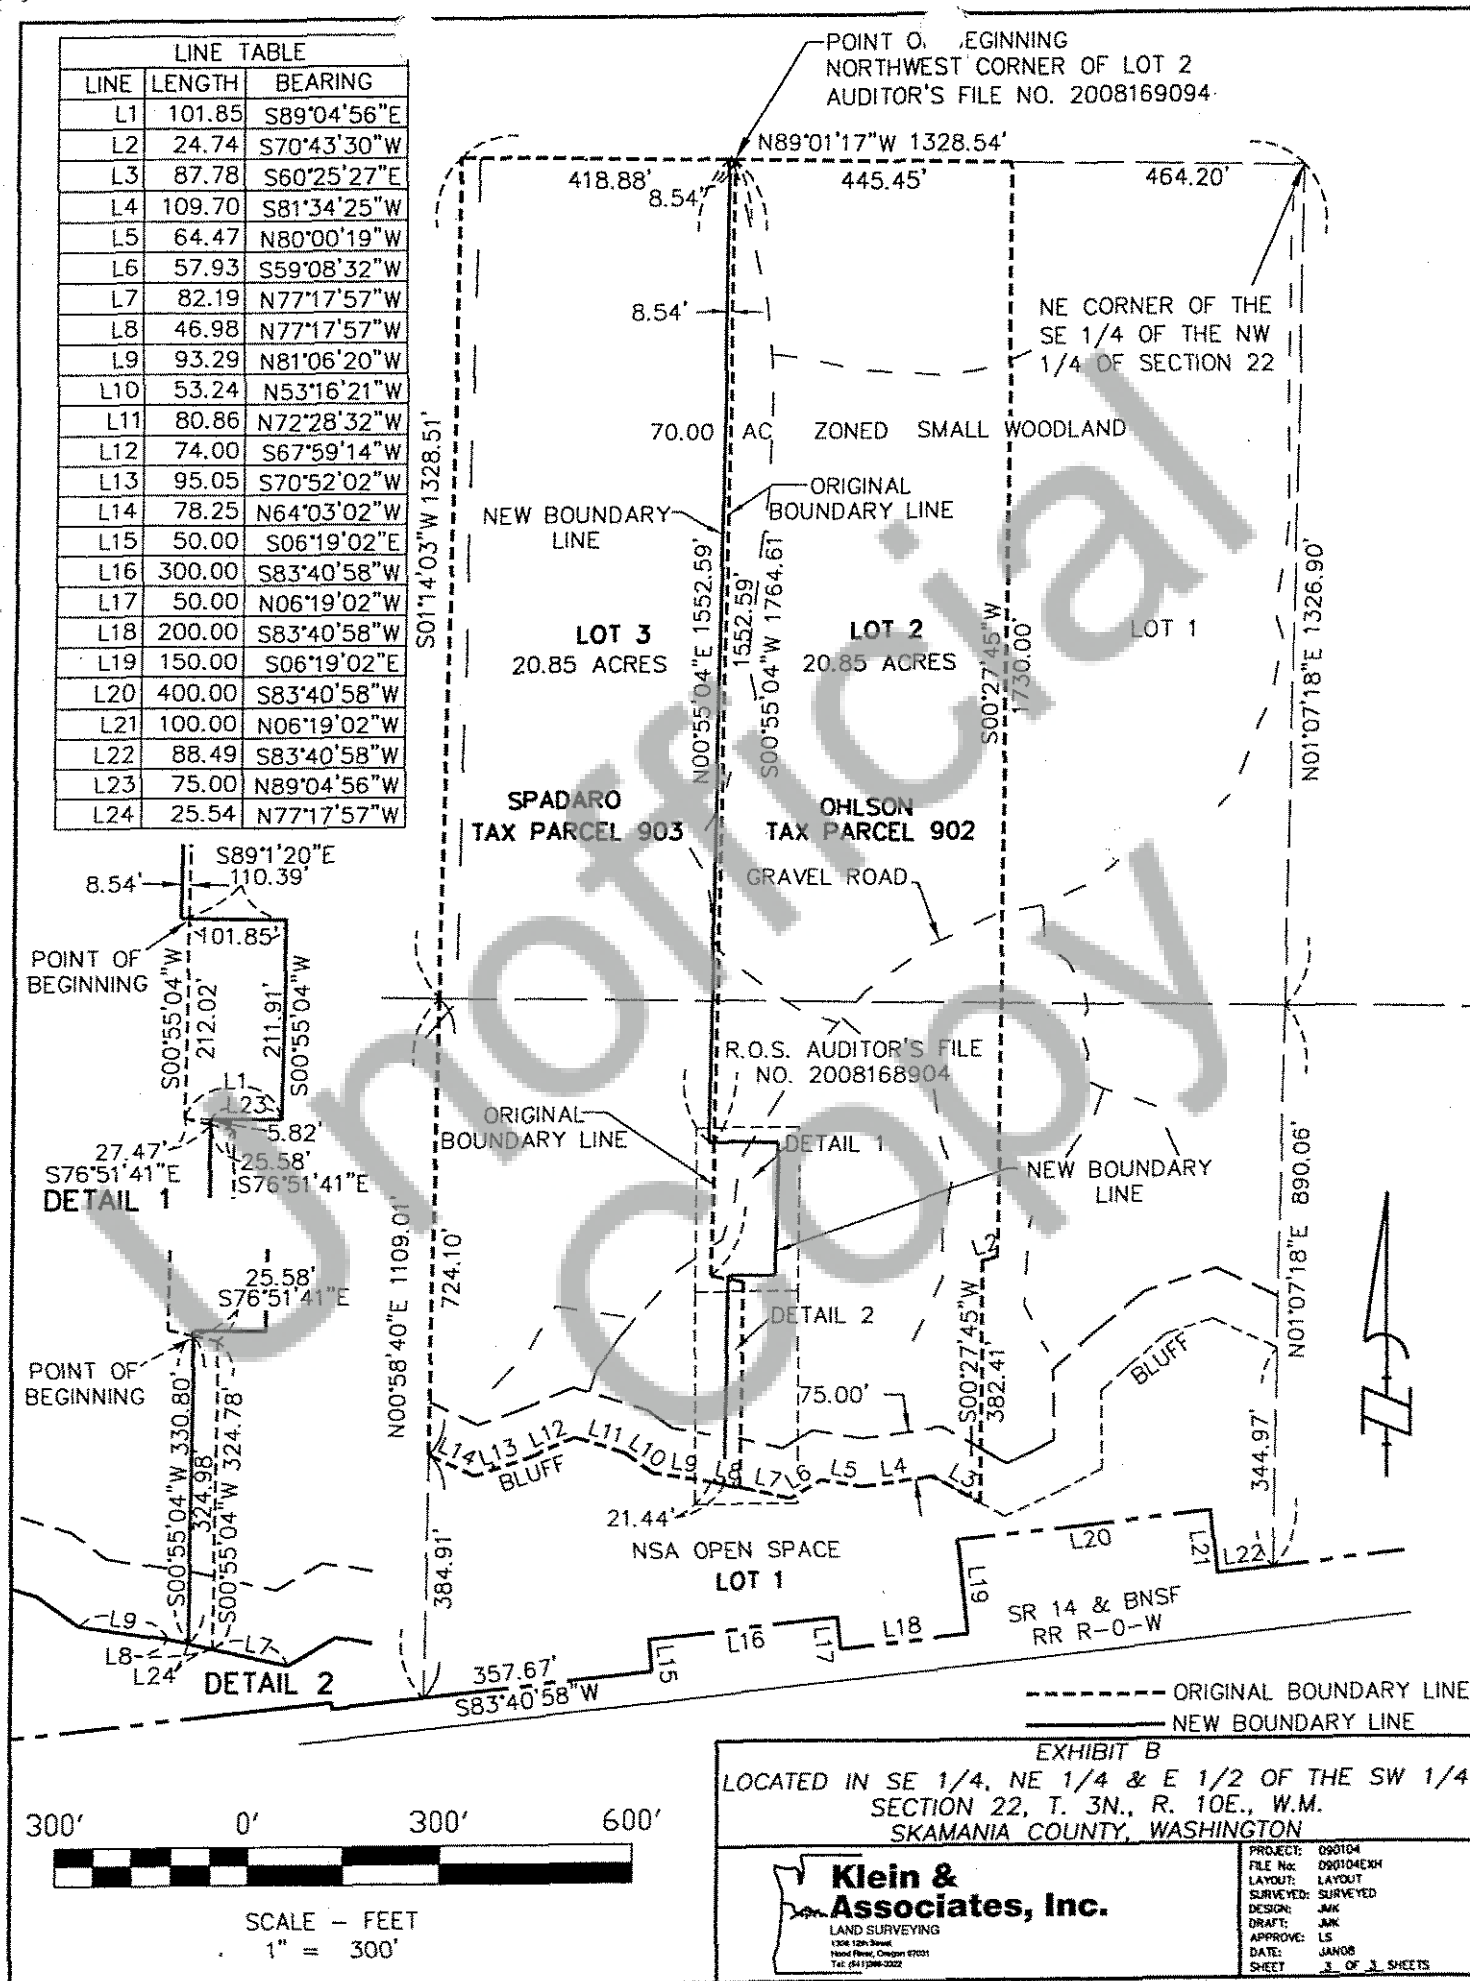 LINE TABLE
LINE LENGTH BEARING
L1 101.85 S89°04'56"E
L2 24.74 S70°43'30"W
L3 87.78 S60°25'27"E
L4 109.70 S81°34'25"W
L5 64.47 N80°00'19"W
L6 57.93 S59°08'32"W
L7 82.19 N77°17'57"W
L8 46.98 N77°17'57"W
L9 93.29 N81°06'20"W
L10 53.24 N53°16'21"W
L11 80.86 N72°28'32"W
L12 74.00 S67°59'14"W
L13 95.05 S70°52'02"W
L14 78.25 N64°03'02"W
L15 50.00 S06°19'02"E
L16 300.00 S83°40'58"W
L17 50.00 N06°19'02"W
L18 200.00 S83°40'58"W
L19 150.00 S06°19'02"E
L20 400.00 S83°40'58"W
L21 100.00 N06°19'02"W
L22 88.49 S83°40'58"W
L23 75.00 N89°04'56"W
L24 25.54 N77°17'57"W
POINT O. .EGINNING
NORTHWEST CORNER OF LOT 2
AUDITOR'S FILE NO. 2008169094
N89°01'17"W 1328.54'
418.88'
8.54'
445.45'
464.20'
8.54'
NE CORNER OF THE
SE 1/4 OF THE NW
1/4 OF SECTION 22
70.00 AC ZONED SMALL WOODLAND
S01°14'03"W 1328.51'
NEW BOUNDARY
LINE
ORIGINAL
BOUNDARY LINE
N00°55'04"E 1552.59'
1552.59'
S00°55'04"W 1764.61
S00°27'45"W
1730.00'
N01°07'18"E 1326.90'
LOT 3
20.85 ACRES
LOT 2
20.85 ACRES
LOT 1
SPADARO
TAX PARCEL 903
OHLSON
TAX PARCEL 902
GRAVEL ROAD
S89°1'20"E
110.39'
8.54'
101.85'
POINT OF
BEGINNING
S00°55'04"W
212.02'
211.91'
S00°55'04"W
L1
L23
5.82'
27.47'
S76°51'41"E
25.58'
S76°51'41"E
DETAIL 1
R.O.S. AUDITOR'S FILE
NO. 2008168904
ORIGINAL
BOUNDARY LINE
DETAIL 1
NEW BOUNDARY
LINE
N00°58'40"E 1109.01'
724.10'
L2
S00°27'45"W
382.41
N01°07'18"E 890.06'
DETAIL 2
75.00'
BLUFF
25.58'
S76°51'41"E
POINT OF
BEGINNING
S00°55'04"W 330.80'
324.98'
S00°55'04"W 324.78'
L9
L8
L24
L7
DETAIL 2
L14 L13 L12 L11 L10 L9 L8 L7 L6 L5 L4 L3
BLUFF
21.44'
344.97'
NSA OPEN SPACE
LOT 1
384.91'
L20
L21
L22
L19
SR 14 & BNSF
RR R-O-W
L15
L16
L17
L18
357.67'
S83°40'58"W
ORIGINAL BOUNDARY LINE
NEW BOUNDARY LINE
EXHIBIT B
LOCATED IN SE 1/4, NE 1/4 & E 1/2 OF THE SW 1/4
SECTION 22, T. 3N., R. 10E., W.M.
SKAMANIA COUNTY, WASHINGTON
300' 0' 300' 600'
SCALE - FEET
1" = 300'
Klein &
Associates, Inc.
LAND SURVEYING
1308 12th Street
Hood River, Oregon 97031
PROJECT: 090104
FILE No: 090104EXH
LAYOUT: LAYOUT
SURVEYED: SURVEYED
DESIGN: JMK
DRAFT: JMK
APPROVE: LS
DATE: JAN08
SHEET 3 OF 3 SHEETS
Unofficial
Copy